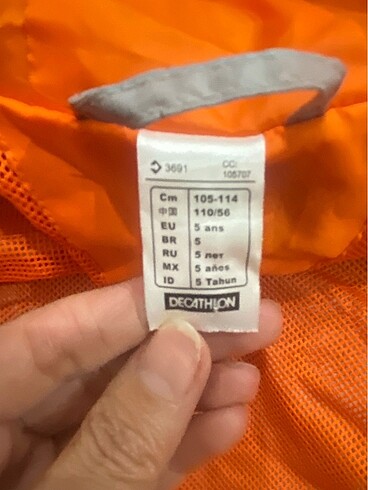 3691 CC:
105707
Cm 105-114
中国 110/56
EU 5 ans
BR 5
RU 5 лет
MX 5 años
ID 5 Tahun
DECATHLON